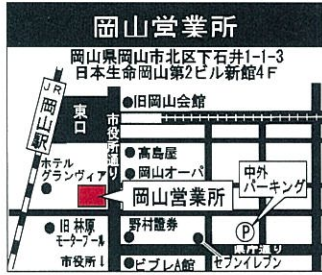 岡山営業所
岡山県岡山市北区下石井1-1-3
日本生命岡山第2ビル新館4F
JR岡山駅
東口
市役所通り
●旧岡山会館
●高島屋
●岡山オーパ
ホテル
グランヴィア
岡山営業所
中外
パーキング
●旧林原
モータープール
市役所↓
野村證券
P
県庁通り
●ビブレA館
セブンイレブン